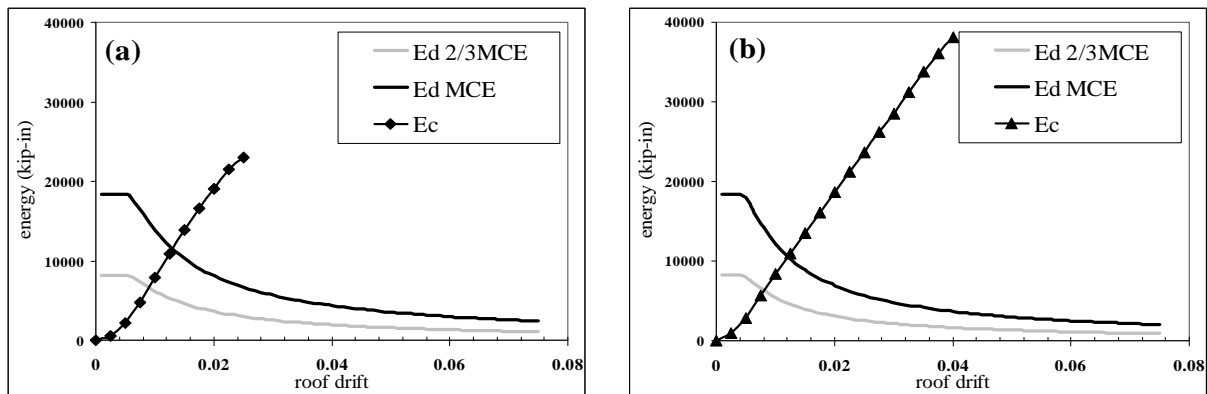 (a)
Ed 2/3MCE
Ed MCE
Ec
energy (kip-in)
40000
30000
20000
10000
0
0 0.02 0.04 0.06 0.08
roof drift
(b)
Ed 2/3MCE
Ed MCE
Ec
energy (kip-in)
40000
30000
20000
10000
0
0 0.02 0.04 0.06 0.08
roof drift